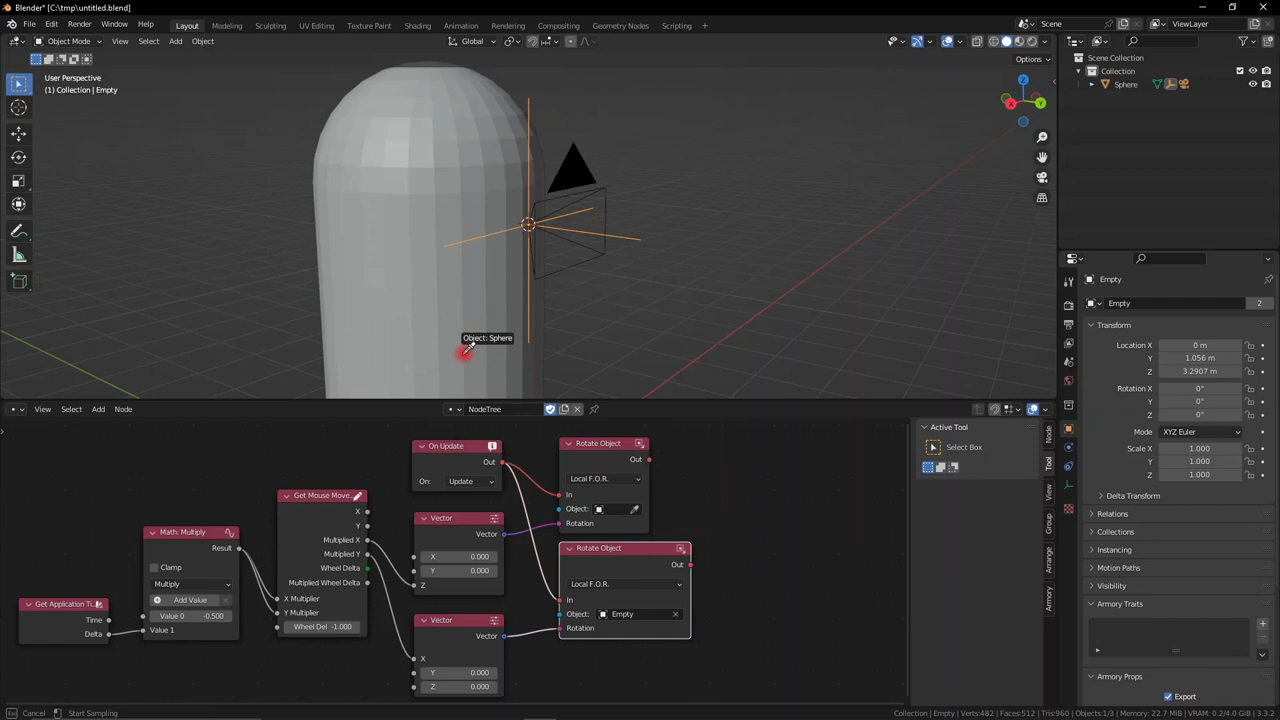 Blender* [C:\tmp\untitled.blend]
File Edit Render Window Help Layout Modeling Sculpting UV Editing Texture Paint Shading Animation Rendering Compositing Geometry Nodes Scripting + Scene ViewLayer
Object Mode View Select Add Object Global
Options
User Perspective
(1) Collection | Empty
Z
Y
X
Object: Sphere
Scene Collection
Collection
Sphere
Empty
Empty 2
Transform
Location X 0 m
Y 1.056 m
Z 3.2907 m
Rotation X 0°
Y 0°
Z 0°
Mode XYZ Euler
Scale X 1.000
Y 1.000
Z 1.000
Delta Transform
Relations
Collections
Instancing
Motion Paths
Visibility
Armory Traits
Armory Props
Export
View Select Add Node NodeTree
Active Tool
Select Box
Node
Tool
View
Group
Arrange
Armory
On Update
Out
On: Update
Rotate Object
Out
Local F.O.R.
In
Object:
Rotation
Get Mouse Move...
X
Y
Multiplied X
Multiplied Y
Wheel Delta
Multiplied Wheel Delta
X Multiplier
Y Multiplier
Wheel Del -1.000
Vector
Vector
X 0.000
Y 0.000
Z
Rotate Object
Out
Local F.O.R.
In
Object: Empty
Rotation
Math: Multiply
Result
Clamp
Multiply
Add Value
Value 0 -0.500
Value 1
Get Application Ti...
Time
Delta
Vector
Vector
X
Y 0.000
Z 0.000
Cancel Start Sampling Collection | Empty | Verts:482 | Faces:512 | Tris:960 | Objects:1/3 | Memory: 22.7 MiB | VRAM: 0.2/4.0 GiB | 3.3.2